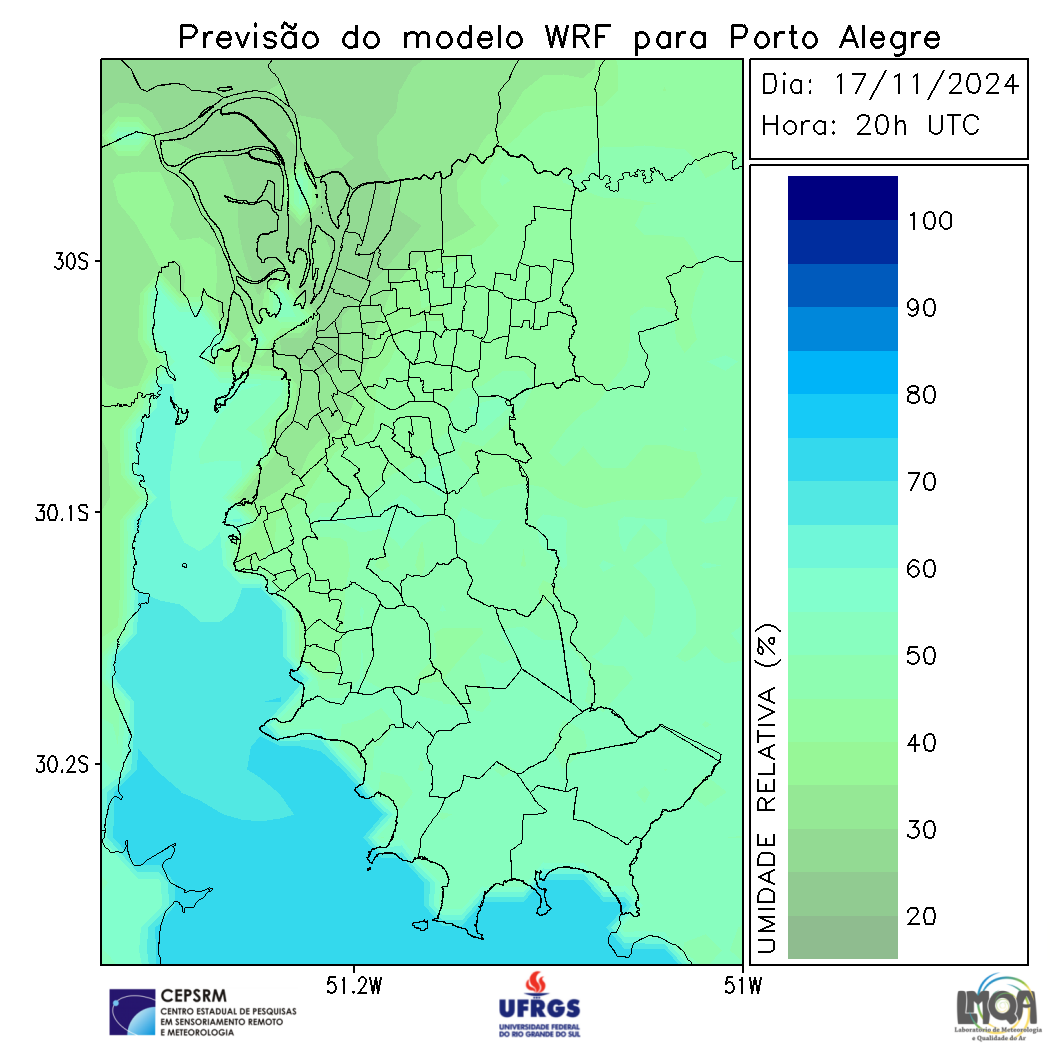 Previsão do modelo WRF para Porto Alegre
Dia: 17/11/2024
Hora: 20h UTC
30S
30.1S
30.2S
51.2W
51W
UMIDADE RELATIVA (%)
100
90
80
70
60
50
40
30
20
CEPSRM
CENTRO ESTADUAL DE PESQUISAS
EM SENSORIAMENTO REMOTO
E METEOROLOGIA
UFRGS
UNIVERSIDADE FEDERAL
DO RIO GRANDE DO SUL
LMQA
Laboratório de Meteorologia
e Qualidade do Ar